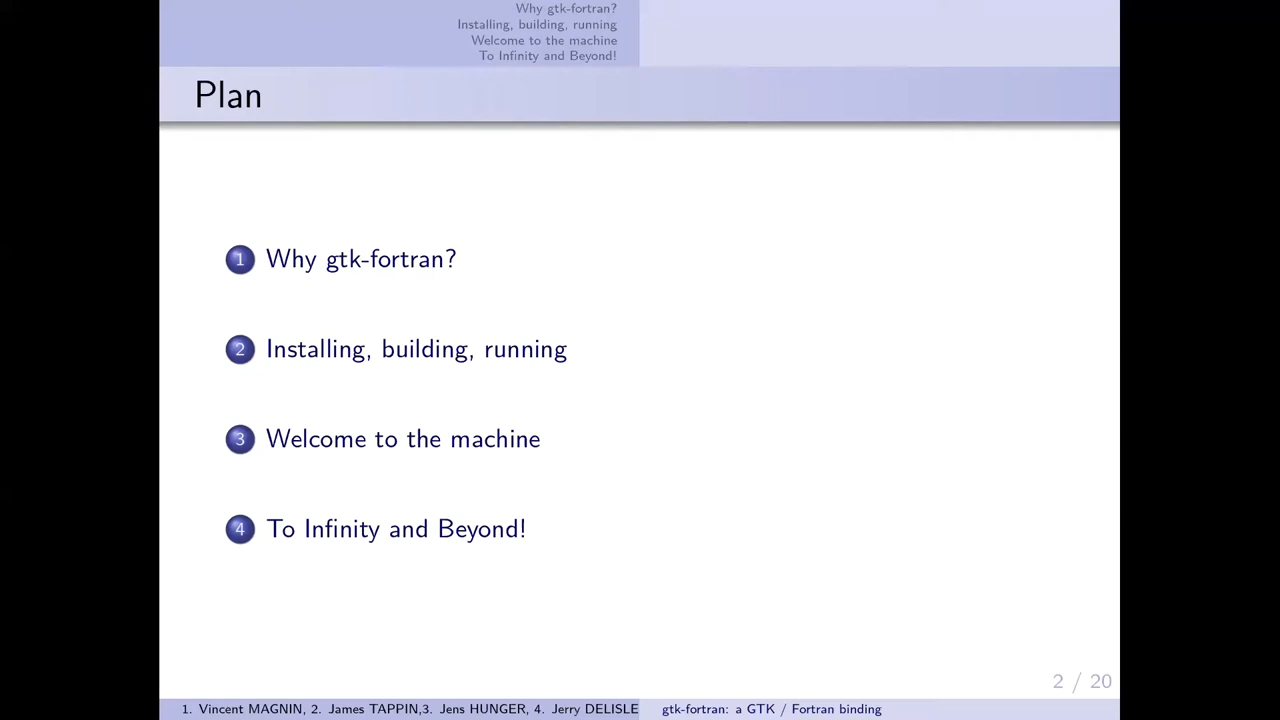 Why gtk-fortran?
Installing, building, running
Welcome to the machine
To Infinity and Beyond!
Plan
1 Why gtk-fortran?
2 Installing, building, running
3 Welcome to the machine
4 To Infinity and Beyond!
2 / 20
1. Vincent MAGNIN, 2. James TAPPIN,3. Jens HUNGER, 4. Jerry DELISLE gtk-fortran: a GTK / Fortran binding